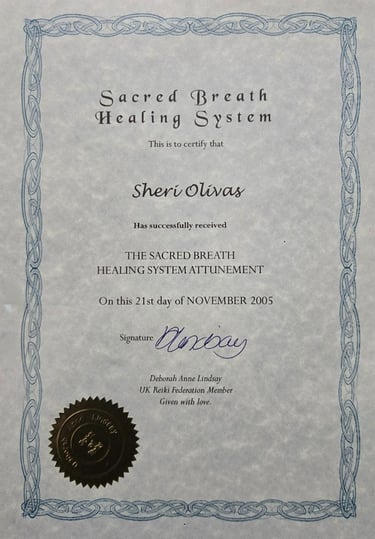 Sacred Breath
Healing System
This is to certify that
Sheri Olivas
Has successfully received
THE SACRED BREATH
HEALING SYSTEM ATTUNEMENT
On this 21st day of NOVEMBER 2005
Signature DLindsay
Deborah Anne Lindsay
UK Reiki Federation Member
Given with love.